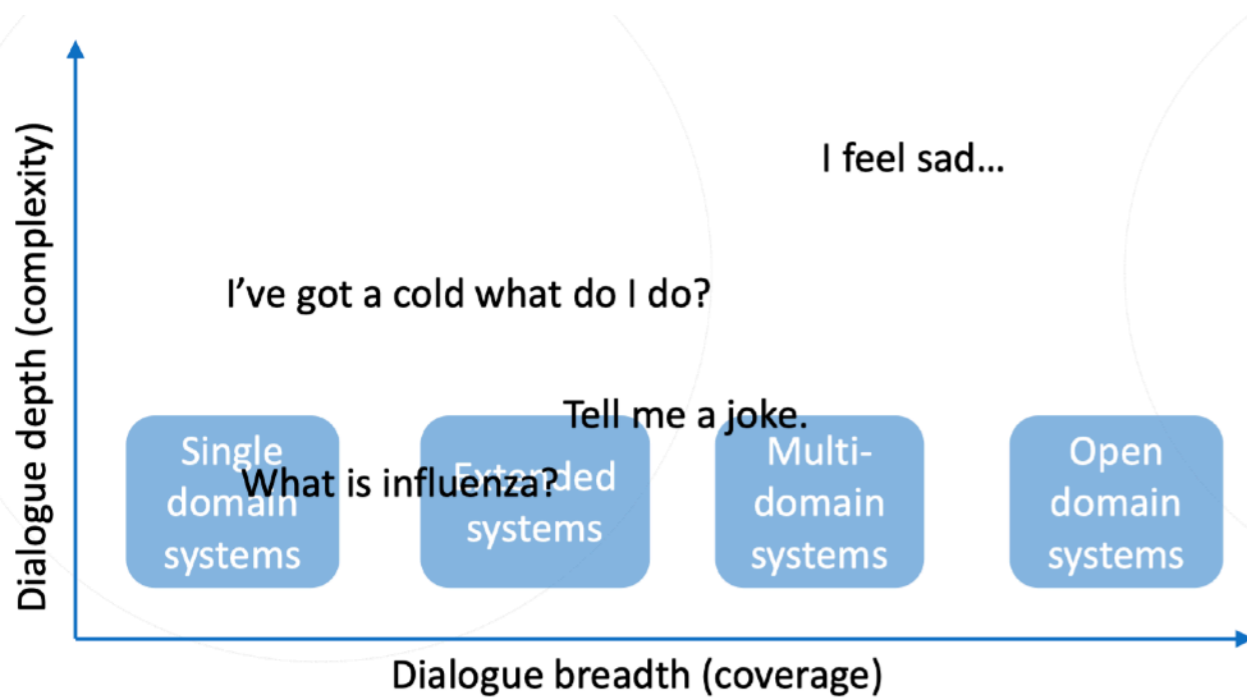 Dialogue depth (complexity)
I feel sad...
I've got a cold what do I do?
Tell me a joke.
What is influenza?
Single
domain
systems
Extended
systems
Multi-
domain
systems
Open
domain
systems
Dialogue breadth (coverage)